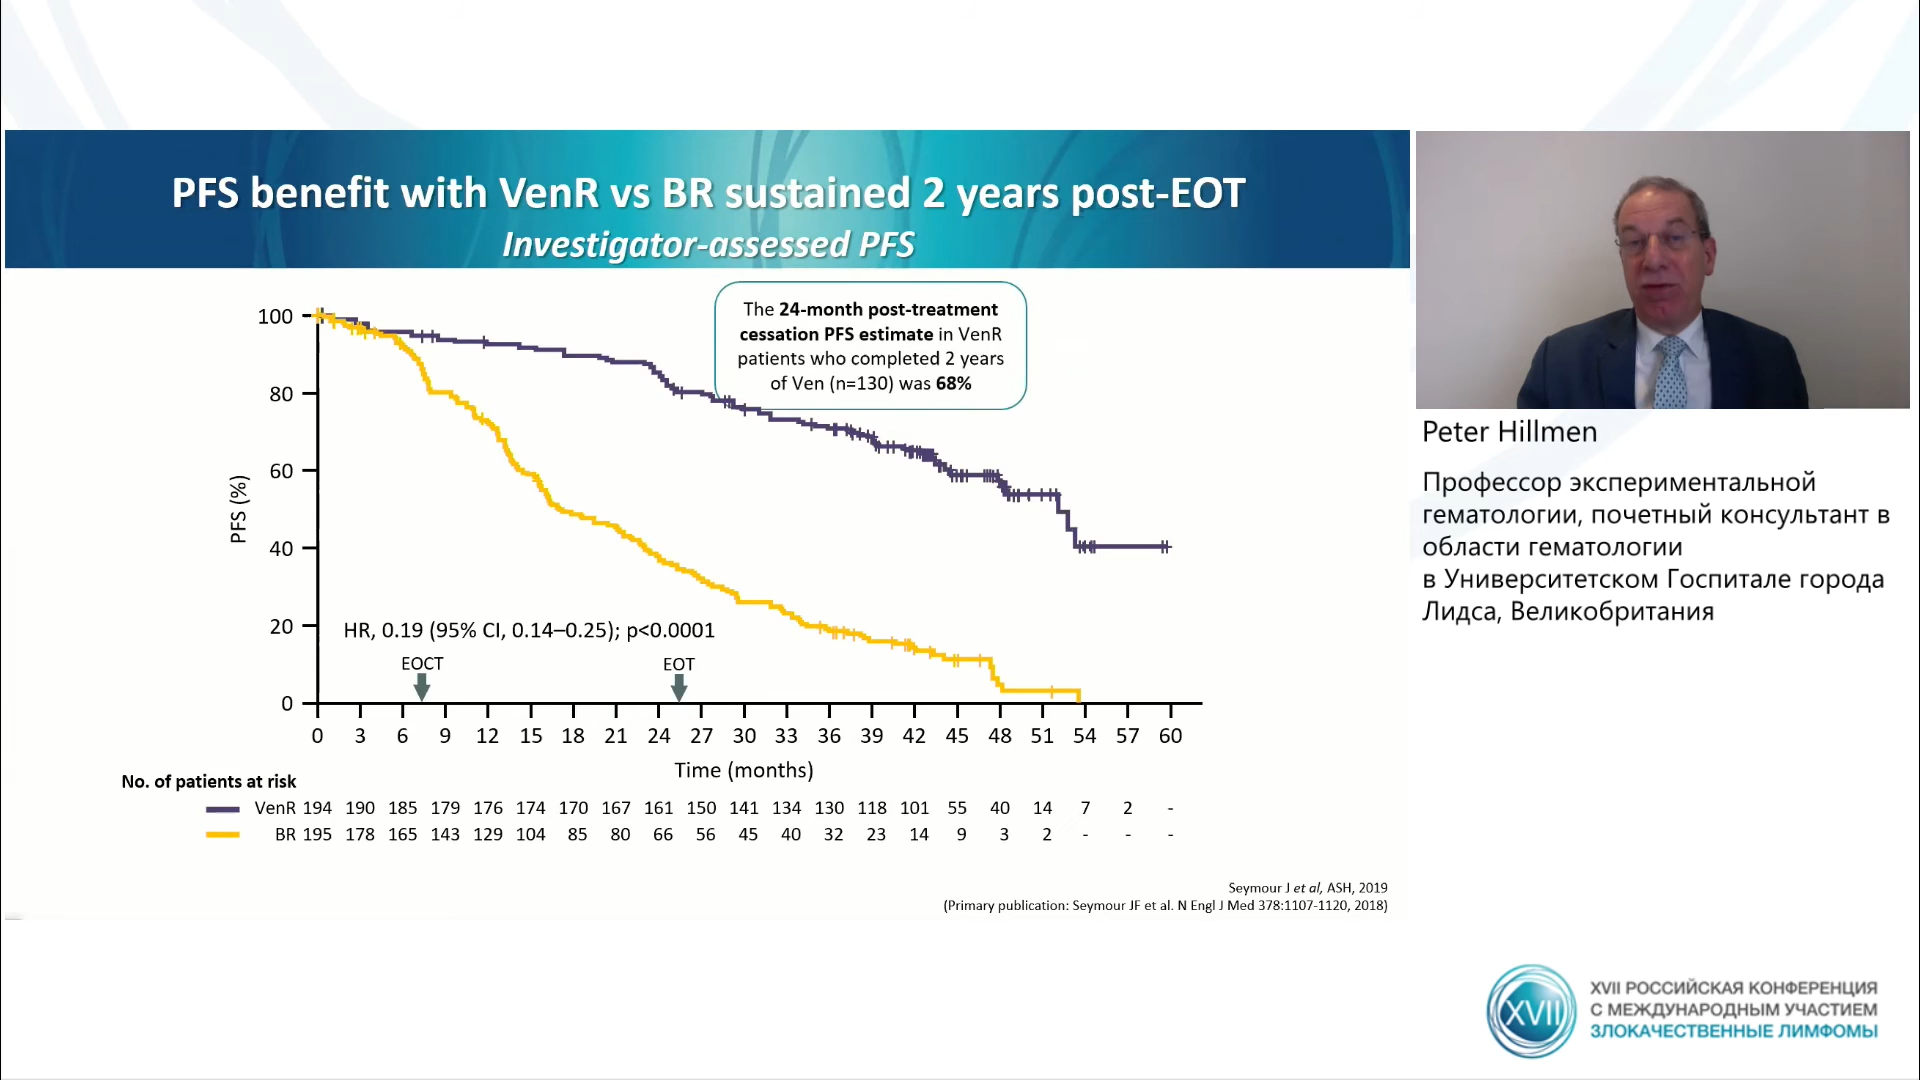 PFS benefit with VenR vs BR sustained 2 years post-EOT
Investigator-assessed PFS
The 24-month post-treatment
cessation PFS estimate in VenR
patients who completed 2 years
of Ven (n=130) was 68%
PFS (%)
100
80
60
40
20
0
HR, 0.19 (95% CI, 0.14–0.25); p<0.0001
EOCT
EOT
0 3 6 9 12 15 18 21 24 27 30 33 36 39 42 45 48 51 54 57 60
Time (months)
No. of patients at risk
VenR 194 190 185 179 176 174 170 167 161 150 141 134 130 118 101 55 40 14 7 2 -
BR 195 178 165 143 129 104 85 80 66 56 45 40 32 23 14 9 3 2 - - -
Seymour J et al, ASH, 2019
(Primary publication: Seymour JF et al. N Engl J Med 378:1107-1120, 2018)
Peter Hillmen
Профессор экспериментальной
гематологии, почетный консультант в
области гематологии
в Университетском Госпитале города
Лидса, Великобритания
XVII
XVII РОССИЙСКАЯ КОНФЕРЕНЦИЯ
С МЕЖДУНАРОДНЫМ УЧАСТИЕМ
ЗЛОКАЧЕСТВЕННЫЕ ЛИМФОМЫ